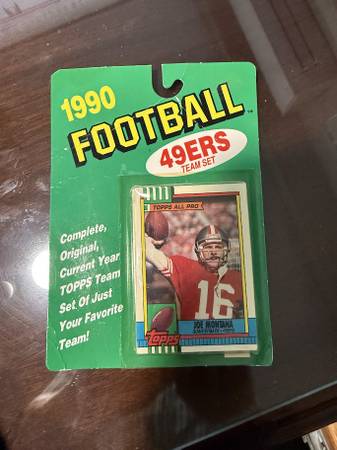 1990
FOOTBALL
49ERS
TEAM SET
Complete,
Original,
Current Year
TOPPS Team
Set Of Just
Your Favorite
Team!
TOPPS ALL PRO
16
JOE MONTANA
Topps